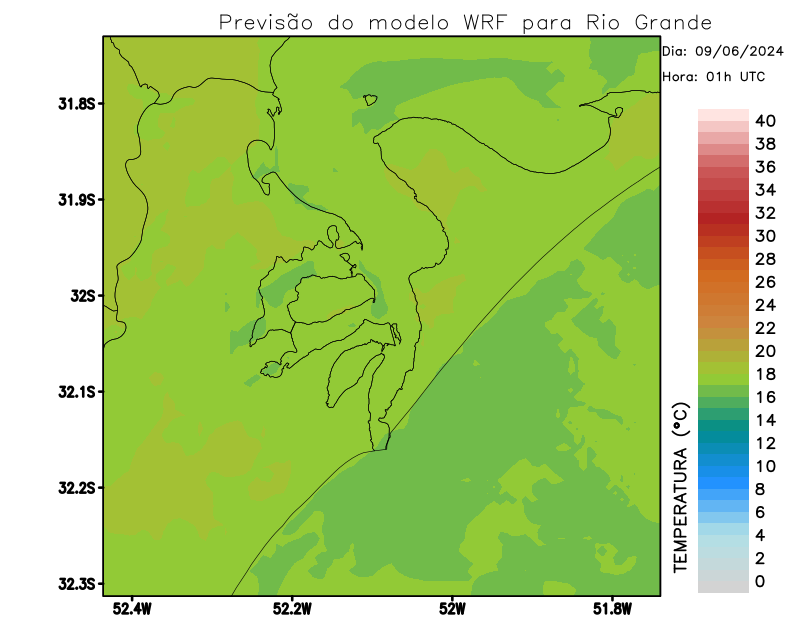 Previsão do modelo WRF para Rio Grande
Dia: 09/06/2024
Hora: 01h UTC
31.8S
31.9S
32S
32.1S
32.2S
32.3S
52.4W
52.2W
52W
51.8W
TEMPERATURA (ºC)
40
38
36
34
32
30
28
26
24
22
20
18
16
14
12
10
8
6
4
2
0